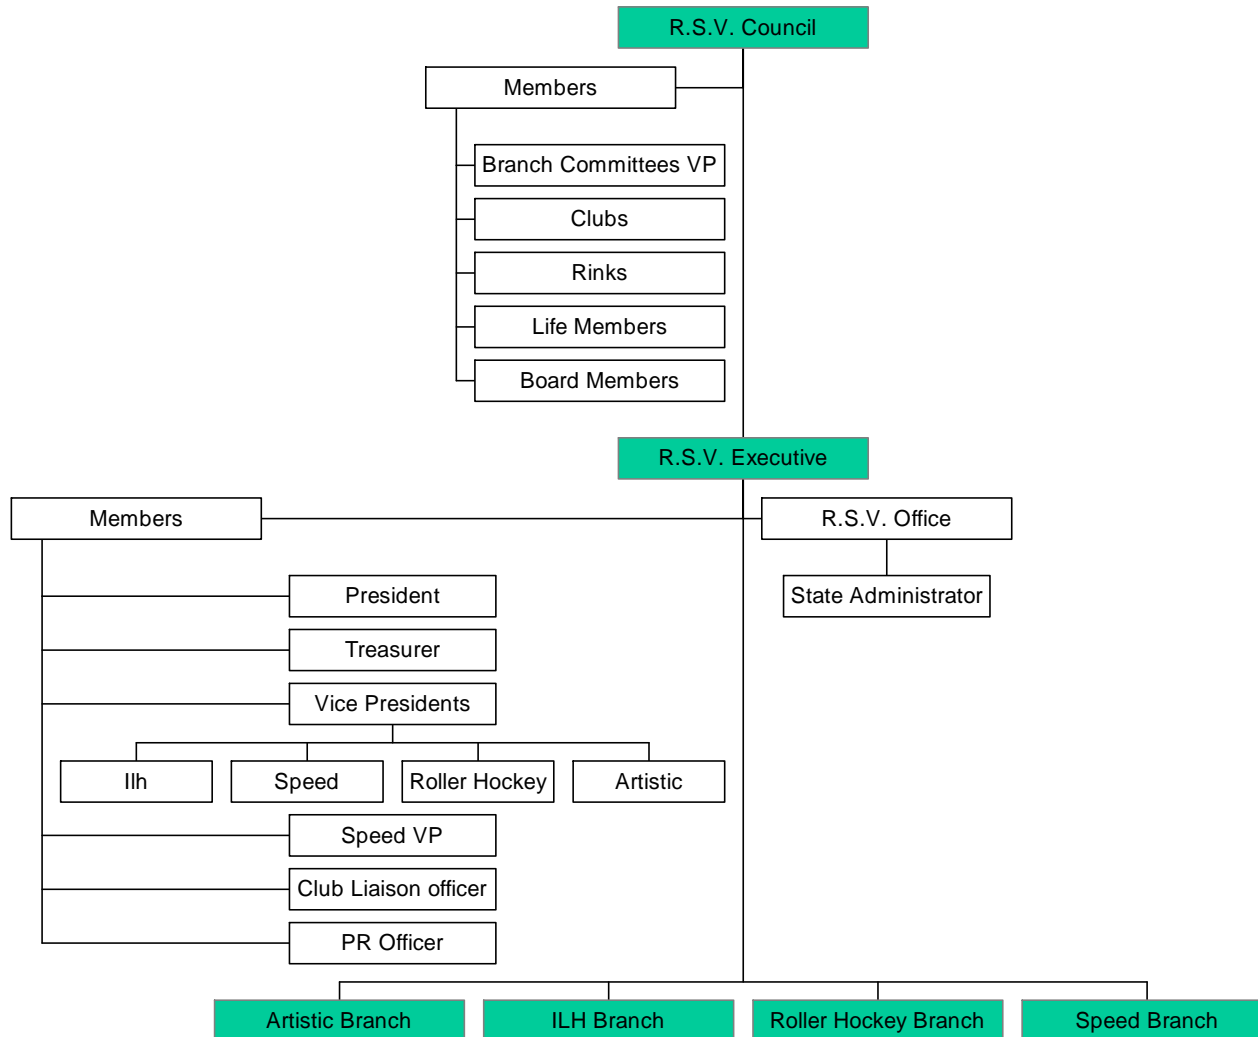 R.S.V. Council
Members
Branch Committees VP
Clubs
Rinks
Life Members
Board Members
R.S.V. Executive
Members
R.S.V. Office
State Administrator
President
Treasurer
Vice Presidents
Ilh
Speed
Roller Hockey
Artistic
Speed VP
Club Liaison officer
PR Officer
Artistic Branch
ILH Branch
Roller Hockey Branch
Speed Branch